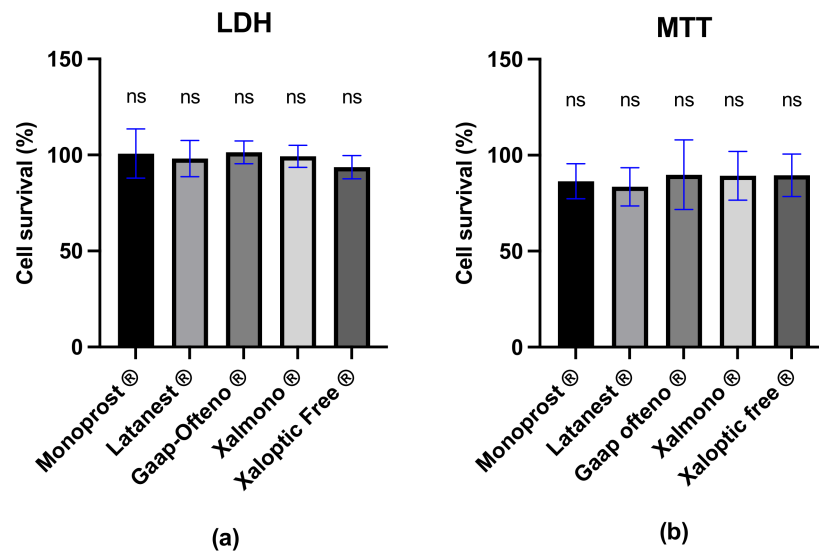 LDH
150
100
50
0
Cell survival (%)
ns ns ns ns ns
Monoprost ®
Latanest ®
Gaap-Ofteno ®
Xalmono ®
Xaloptic Free ®
(a)
MTT
150
100
50
0
Cell survival (%)
ns ns ns ns ns
Monoprost ®
Latanest ®
Gaap ofteno ®
Xalmono ®
Xaloptic free ®
(b)